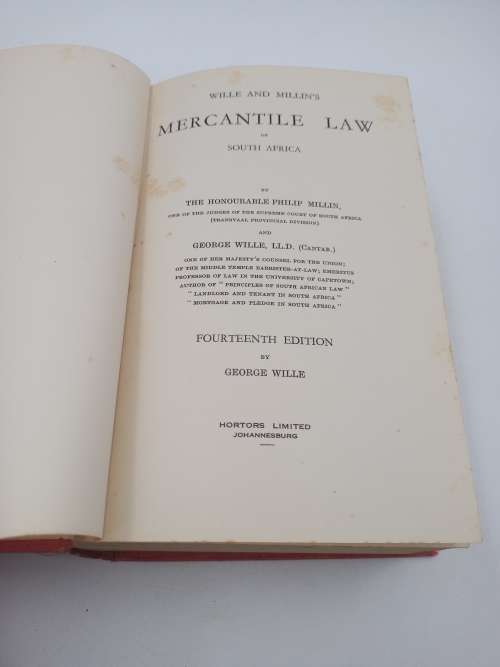 WILLE AND MILLIN'S
MERCANTILE LAW
OF
SOUTH AFRICA
BY
THE HONOURABLE PHILIP MILLIN,
ONE OF THE JUDGES OF THE SUPREME COURT OF SOUTH AFRICA
(TRANSVAAL PROVINCIAL DIVISION)
AND
GEORGE WILLE, LL.D. (CANTAB.)
ONE OF HER MAJESTY'S COUNSEL FOR THE UNION;
OF THE MIDDLE TEMPLE BARRISTER-AT-LAW; EMERITUS
PROFESSOR OF LAW IN THE UNIVERSITY OF CAPETOWN;
AUTHOR OF "PRINCIPLES OF SOUTH AFRICAN LAW"
"LANDLORD AND TENANT IN SOUTH AFRICA"
"MORTGAGE AND PLEDGE IN SOUTH AFRICA"
FOURTEENTH EDITION
BY
GEORGE WILLE
HORTORS LIMITED
JOHANNESBURG